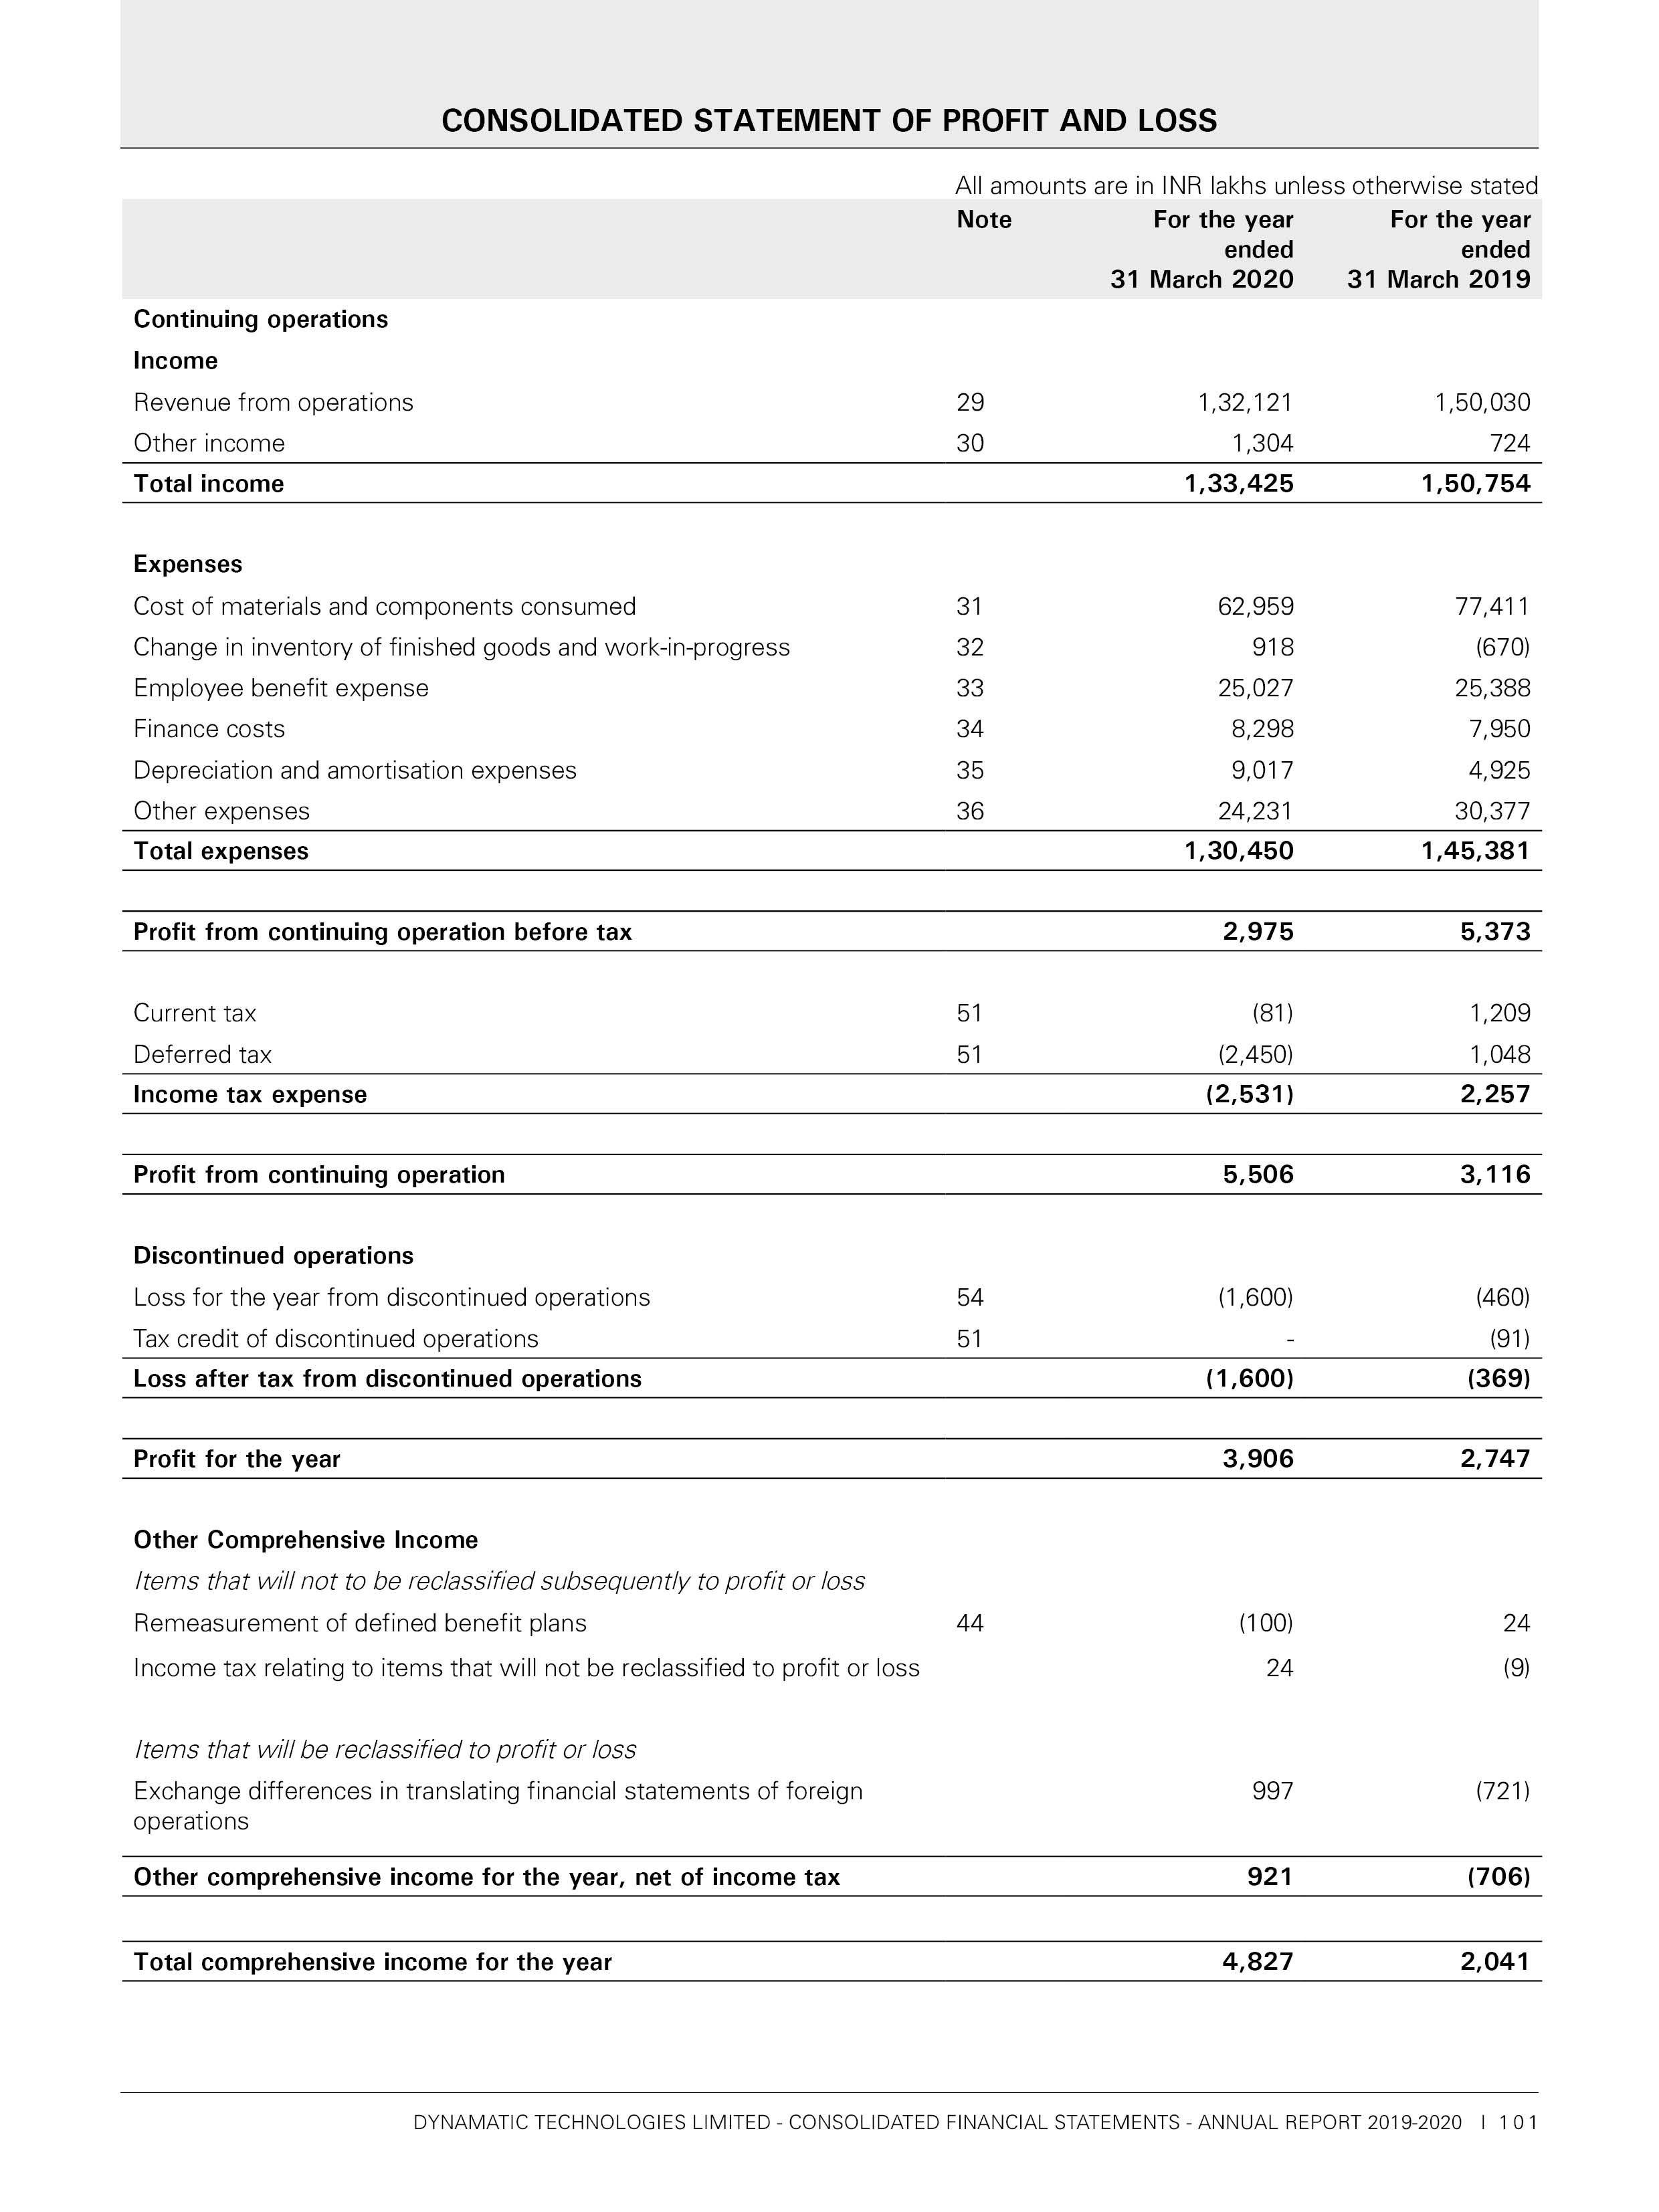 CONSOLIDATED STATEMENT OF PROFIT AND LOSS
All amounts are in INR lakhs unless otherwise stated
Note For the year ended 31 March 2020 For the year ended 31 March 2019
Continuing operations
Income
Revenue from operations 29 1,32,121 1,50,030
Other income 30 1,304 724
Total income 1,33,425 1,50,754
Expenses
Cost of materials and components consumed 31 62,959 77,411
Change in inventory of finished goods and work-in-progress 32 918 (670)
Employee benefit expense 33 25,027 25,388
Finance costs 34 8,298 7,950
Depreciation and amortisation expenses 35 9,017 4,925
Other expenses 36 24,231 30,377
Total expenses 1,30,450 1,45,381
Profit from continuing operation before tax 2,975 5,373
Current tax 51 (81) 1,209
Deferred tax 51 (2,450) 1,048
Income tax expense (2,531) 2,257
Profit from continuing operation 5,506 3,116
Discontinued operations
Loss for the year from discontinued operations 54 (1,600) (460)
Tax credit of discontinued operations 51 - (91)
Loss after tax from discontinued operations (1,600) (369)
Profit for the year 3,906 2,747
Other Comprehensive Income
Items that will not to be reclassified subsequently to profit or loss
Remeasurement of defined benefit plans 44 (100) 24
Income tax relating to items that will not be reclassified to profit or loss 24 (9)
Items that will be reclassified to profit or loss
Exchange differences in translating financial statements of foreign 997 (721)
operations
Other comprehensive income for the year, net of income tax 921 (706)
Total comprehensive income for the year 4,827 2,041
DYNAMATIC TECHNOLOGIES LIMITED - CONSOLIDATED FINANCIAL STATEMENTS - ANNUAL REPORT 2019-2020 I 101